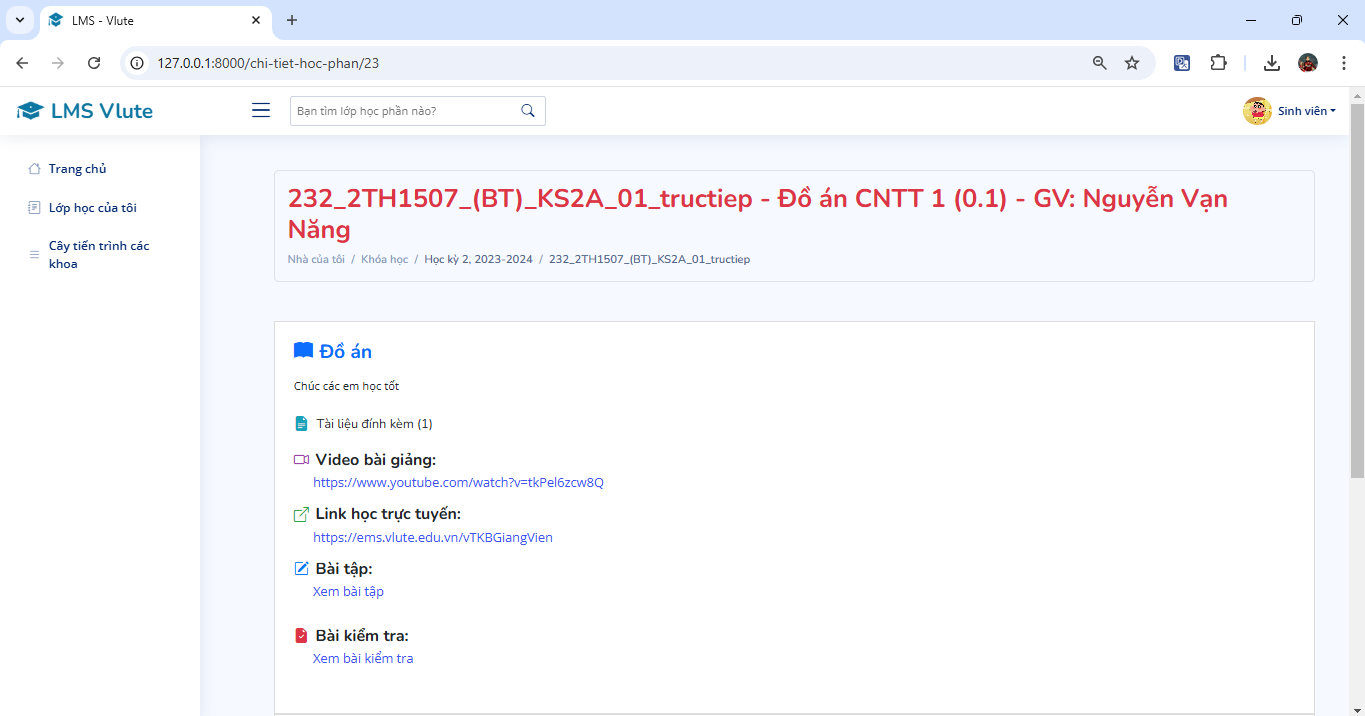 LMS - Vlute
127.0.0.1:8000/chi-tiet-hoc-phan/23
LMS Vlute
Bạn tìm lớp học phần nào?
Sinh viên
Trang chủ
Lớp học của tôi
Cây tiến trình các
khoa
232_2TH1507_(BT)_KS2A_01_tructiep - Đồ án CNTT 1 (0.1) - GV: Nguyễn Vạn
Năng
Nhà của tôi / Khóa học / Học kỳ 2, 2023-2024 / 232_2TH1507_(BT)_KS2A_01_tructiep
Đồ án
Chúc các em học tốt
Tài liệu đính kèm (1)
Video bài giảng:
https://www.youtube.com/watch?v=tkPel6zcw8Q
Link học trực tuyến:
https://ems.vlute.edu.vn/vTKBGiangVien
Bài tập:
Xem bài tập
Bài kiểm tra:
Xem bài kiểm tra